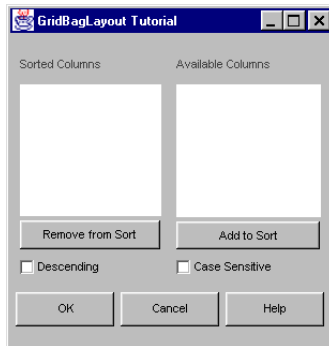 GridBagLayout Tutorial
Sorted Columns Available Columns
Remove from Sort Add to Sort
Descending Case Sensitive
OK Cancel Help